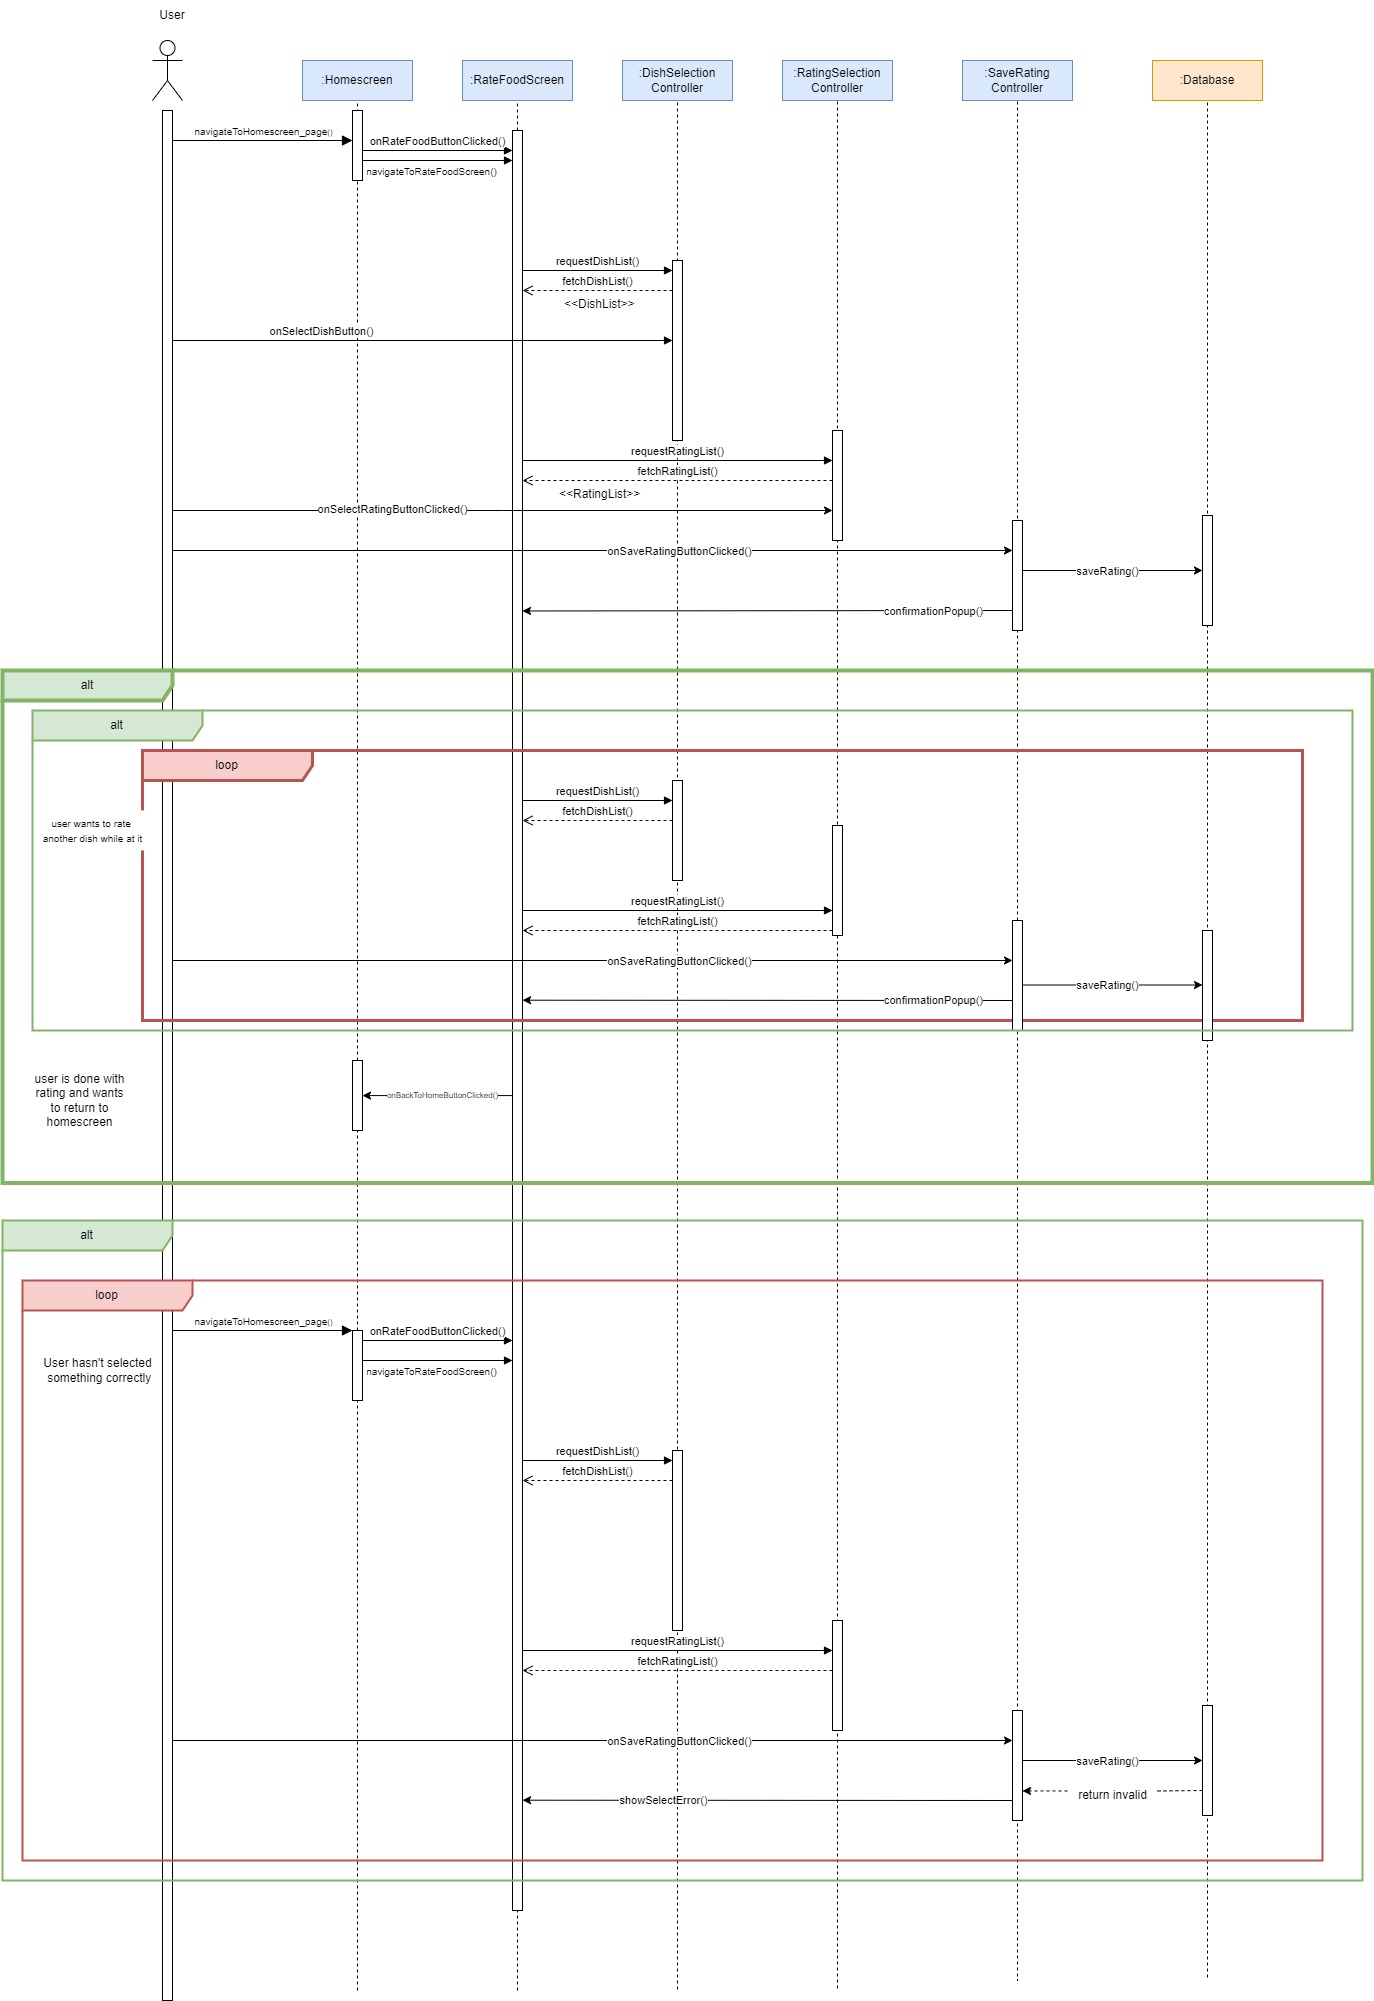 User
:Homescreen
:RateFoodScreen
:DishSelection
Controller
:RatingSelection
Controller
:SaveRating
Controller
:Database
navigateToHomescreen_page()
onRateFoodButtonClicked()
navigateToRateFoodScreen()
requestDishList()
fetchDishList()
<<DishList>>
onSelectDishButton()
requestRatingList()
fetchRatingList()
<<RatingList>>
onSelectRatingButtonClicked()
onSaveRatingButtonClicked()
saveRating()
confirmationPopup()
alt
alt
loop
requestDishList()
fetchDishList()
user wants to rate
another dish while at it
requestRatingList()
fetchRatingList()
onSaveRatingButtonClicked()
saveRating()
confirmationPopup()
user is done with
rating and wants
to return to
homescreen
onBackToHomeButtonClicked()
alt
loop
navigateToHomescreen_page()
onRateFoodButtonClicked()
navigateToRateFoodScreen()
User hasn't selected
something correctly
requestDishList()
fetchDishList()
requestRatingList()
fetchRatingList()
onSaveRatingButtonClicked()
saveRating()
return invalid
showSelectError()